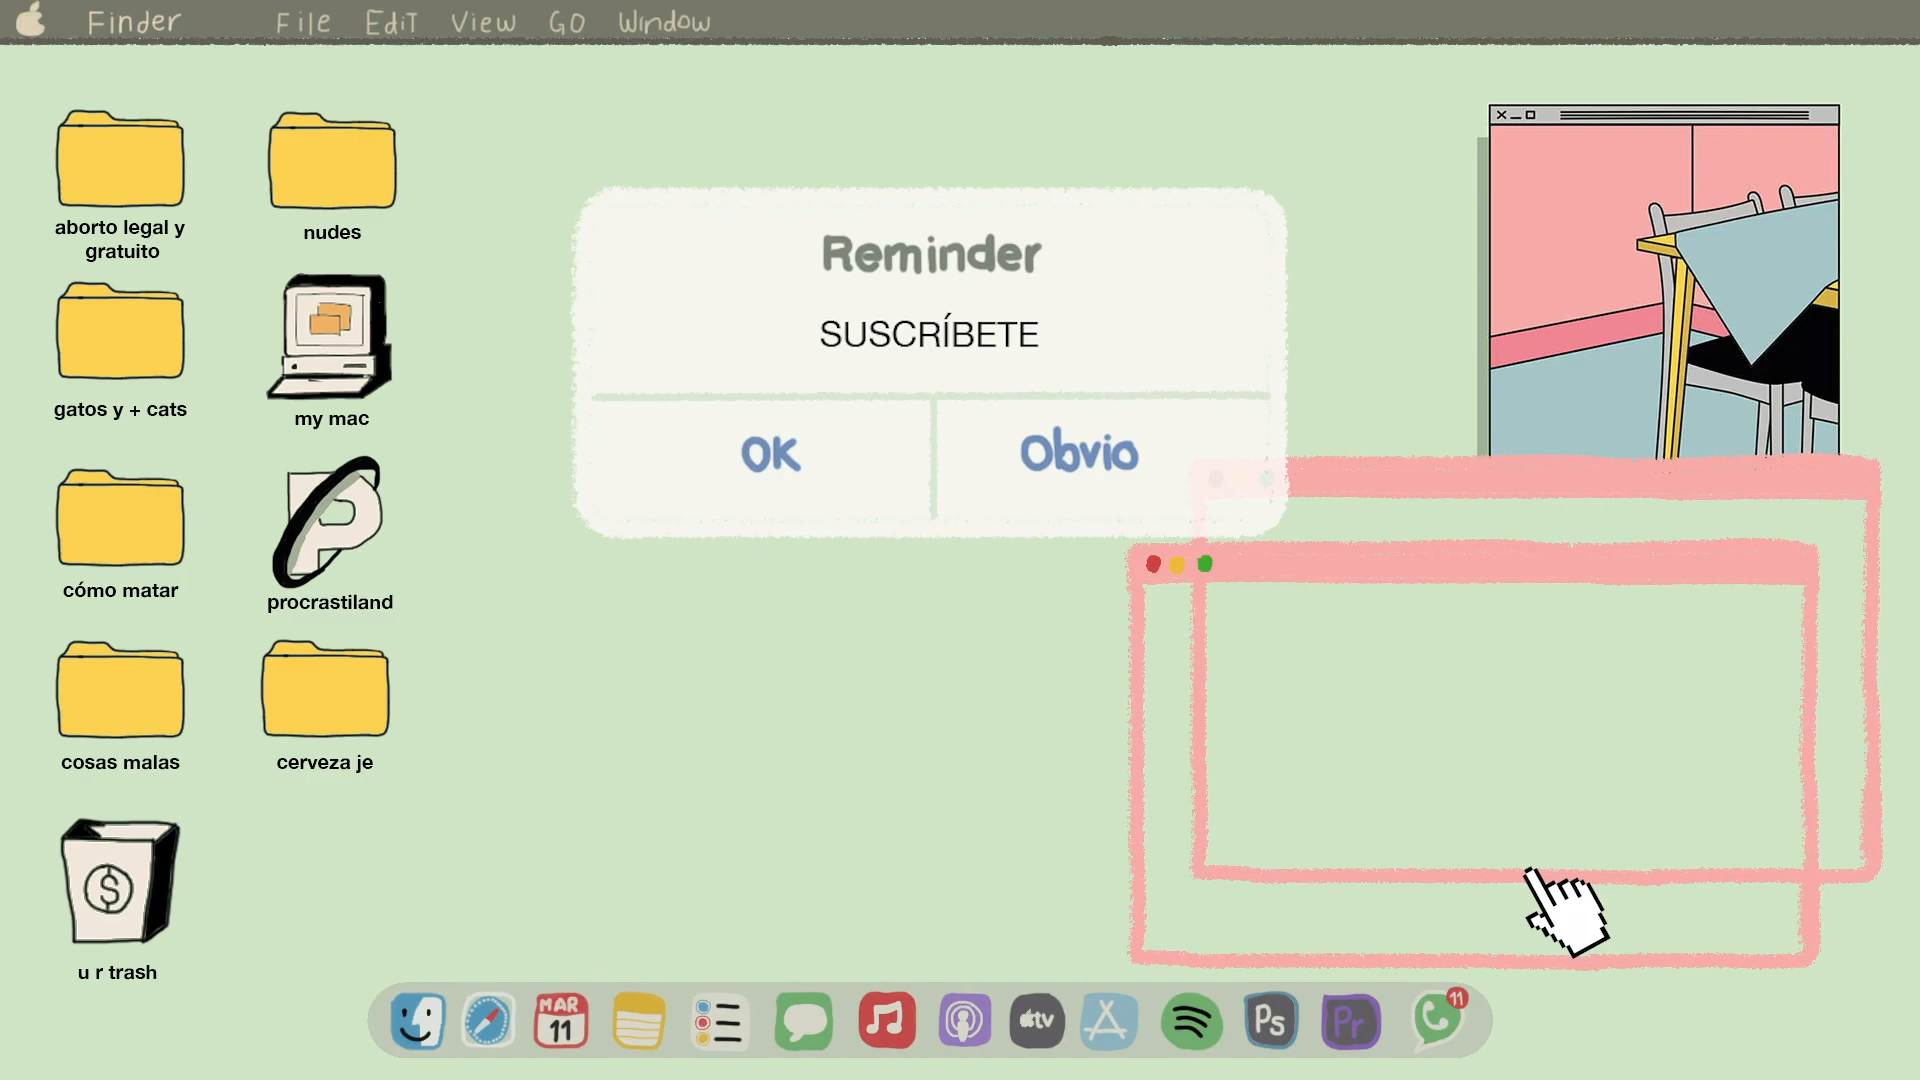 Finder File Edit View GO Window
aborto legal y
gratuito
nudes
gatos y + cats
my mac
cómo matar
P
procrastiland
cosas malas
cerveza je
$
u r trash
Reminder
SUSCRÍBETE
OK Obvio
MAR
11
tv
Ps
Pr
11